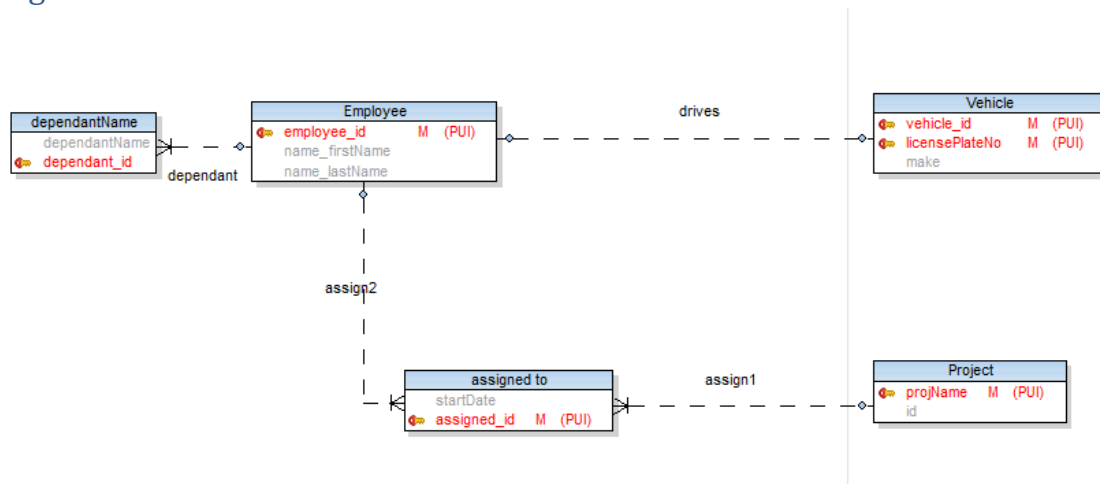 dependantName
dependantName
dependant_id
dependant
Employee
employee_id M (PUI)
name_firstName
name_lastName
drives
Vehicle
vehicle_id M (PUI)
licensePlateNo M (PUI)
make
assign2
assigned to
startDate
assigned_id M (PUI)
assign1
Project
projName M (PUI)
id